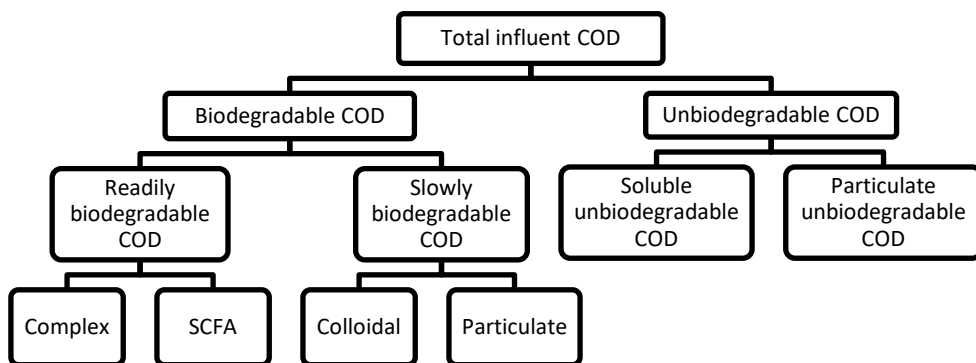 Total influent COD
Biodegradable COD
Unbiodegradable COD
Readily
biodegradable
COD
Slowly
biodegradable
COD
Soluble
unbiodegradable
COD
Particulate
unbiodegradable
COD
Complex
SCFA
Colloidal
Particulate